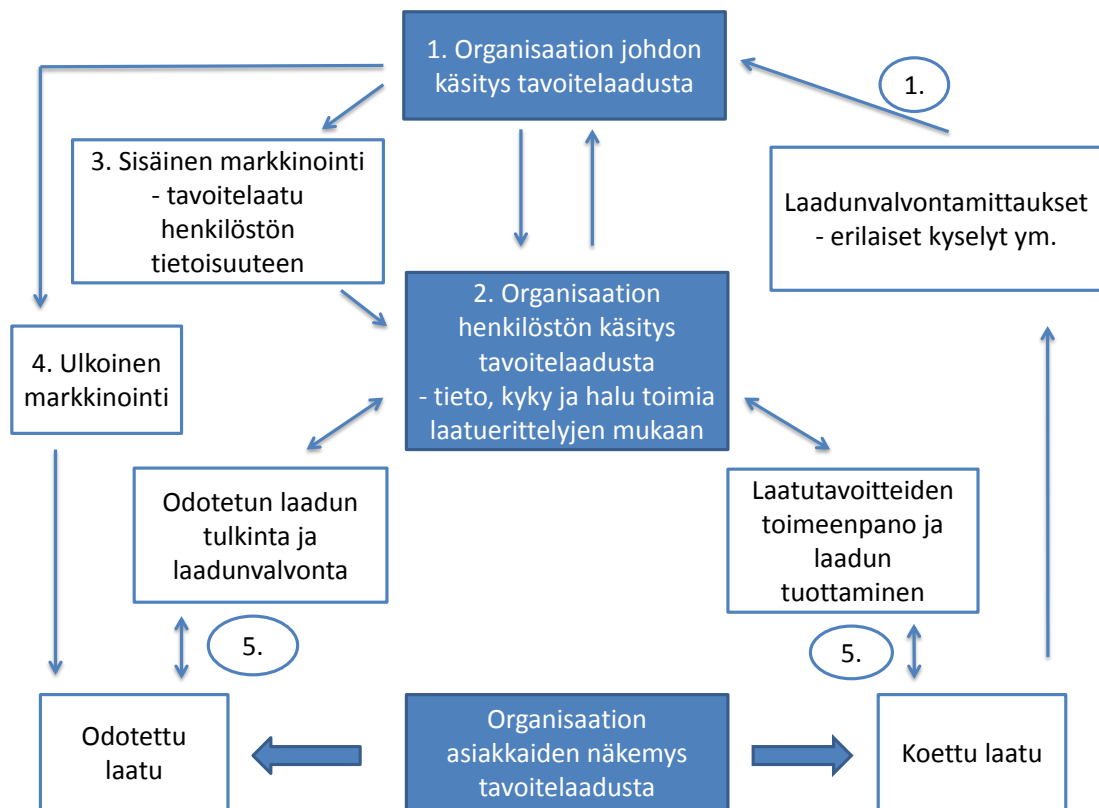 1. Organisaation johdon
käsitys tavoitelaadusta
1.
3. Sisäinen markkinointi
- tavoitelaatu
henkilöstön
tietoisuuteen
Laadunvalvontamittaukset
- erilaiset kyselyt ym.
2. Organisaation
henkilöstön käsitys
tavoitelaadusta
- tieto, kyky ja halu toimia
laatuerittelyjen mukaan
4. Ulkoinen
markkinointi
Odotetun laadun
tulkinta ja
laadunvalvonta
Laatutavoitteiden
toimeenpano ja
laadun
tuottaminen
5.
5.
Odotettu
laatu
Organisaation
asiakkaiden näkemys
tavoitelaadusta
Koettu laatu